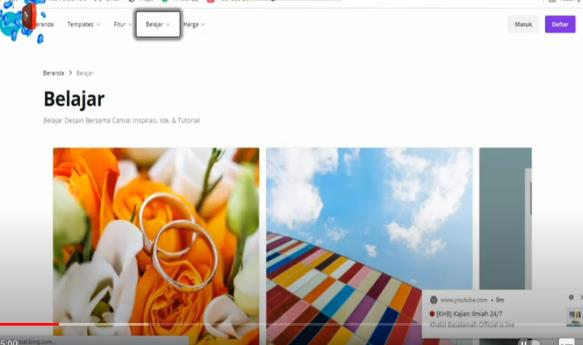 Beranda Templates Fitur Belajar Harga Masuk Daftar
Beranda > Belajar
Belajar
Belajar Desain Bersama Canva: Inspirasi, Ide, & Tutorial
www.youtube.com • 9m
[KHB] Kajian Ilmiah 24/7
Khalid Basalamah Official is live